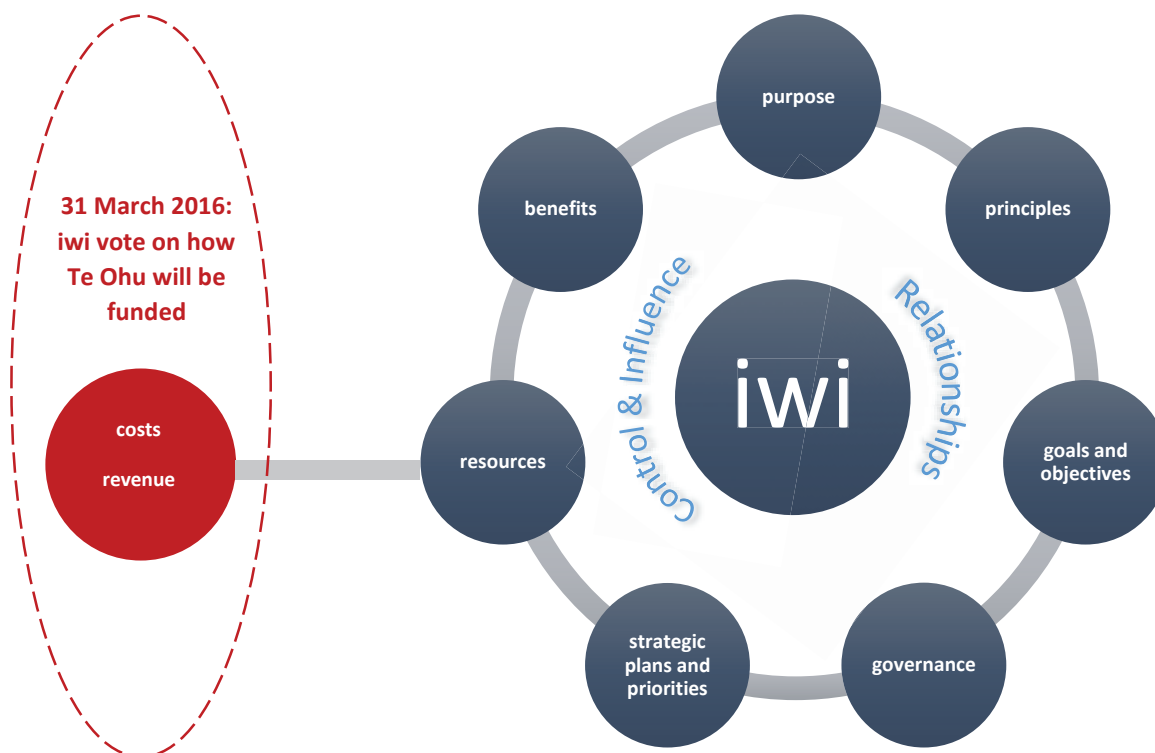 31 March 2016:
iwi vote on how
Te Ohu will be
funded
costs
revenue
purpose
principles
goals and
objectives
governance
strategic
plans and
priorities
resources
benefits
Control & Influence
Relationships
iwi